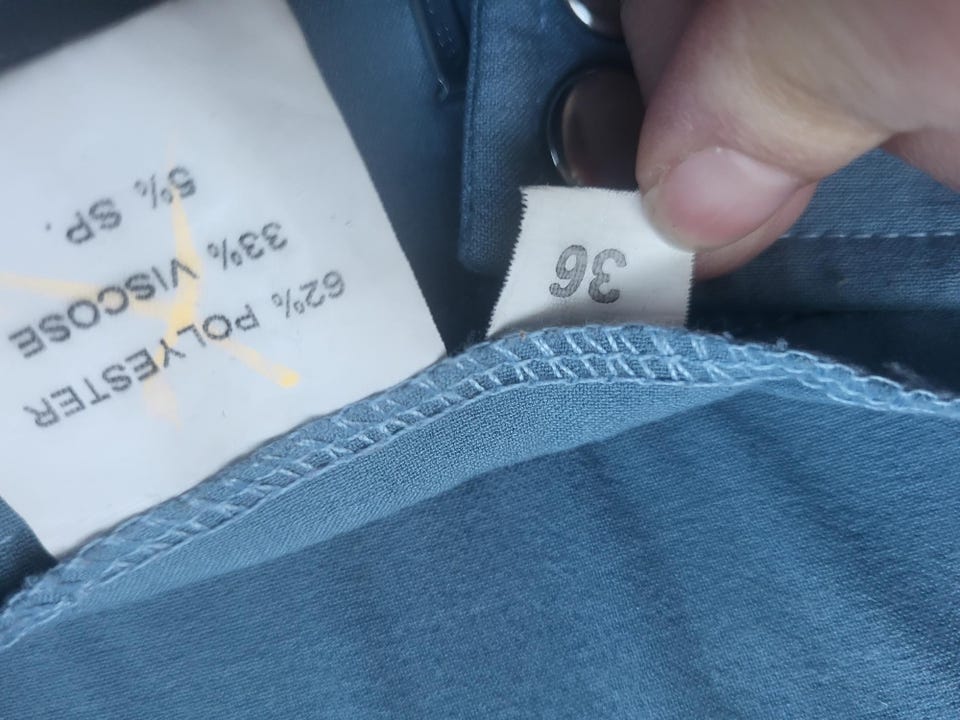 62% POLYESTER
33% VISCOSE
5% SP.
36